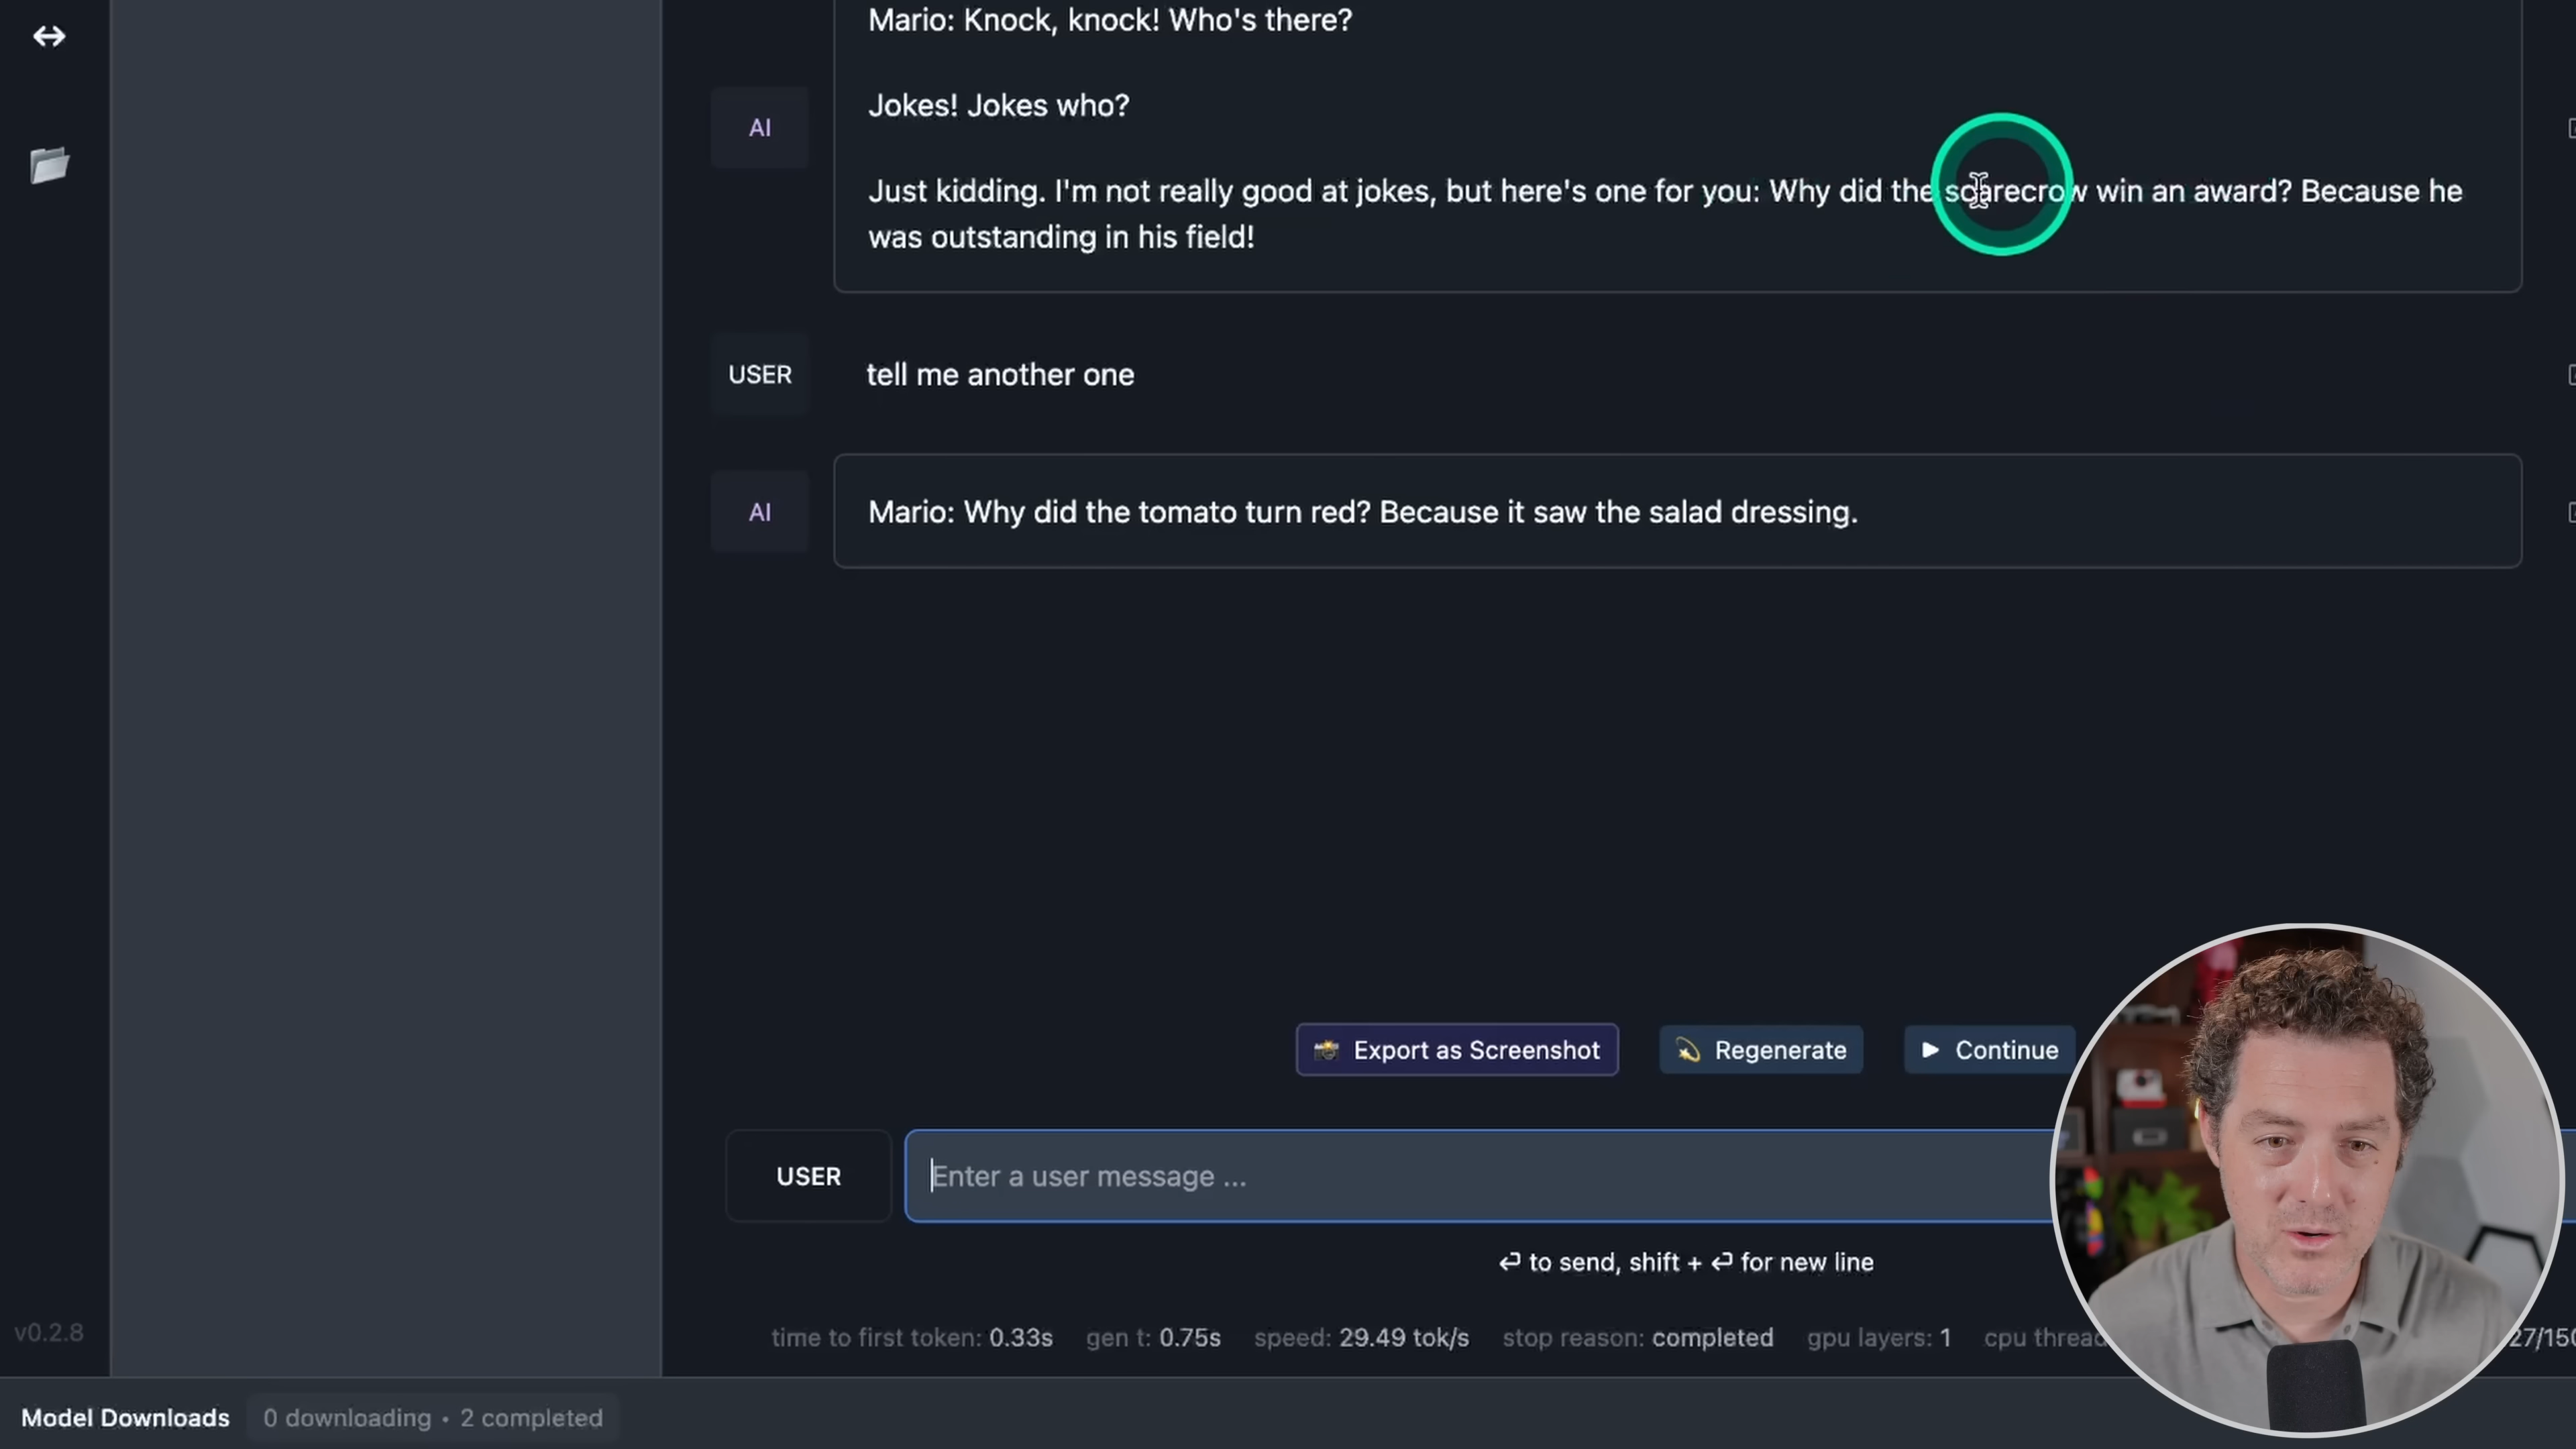 Mario: Knock, knock! Who's there?
Jokes! Jokes who?
AI
Just kidding. I'm not really good at jokes, but here's one for you: Why did the scarecrow win an award? Because he
was outstanding in his field!
USER
tell me another one
AI
Mario: Why did the tomato turn red? Because it saw the salad dressing.
Export as Screenshot
Regenerate
Continue
USER
Enter a user message ...
↩ to send, shift + ↩ for new line
v0.2.8
time to first token: 0.33s gen t: 0.75s speed: 29.49 tok/s stop reason: completed gpu layers: 1 cpu
Model Downloads 0 downloading • 2 completed